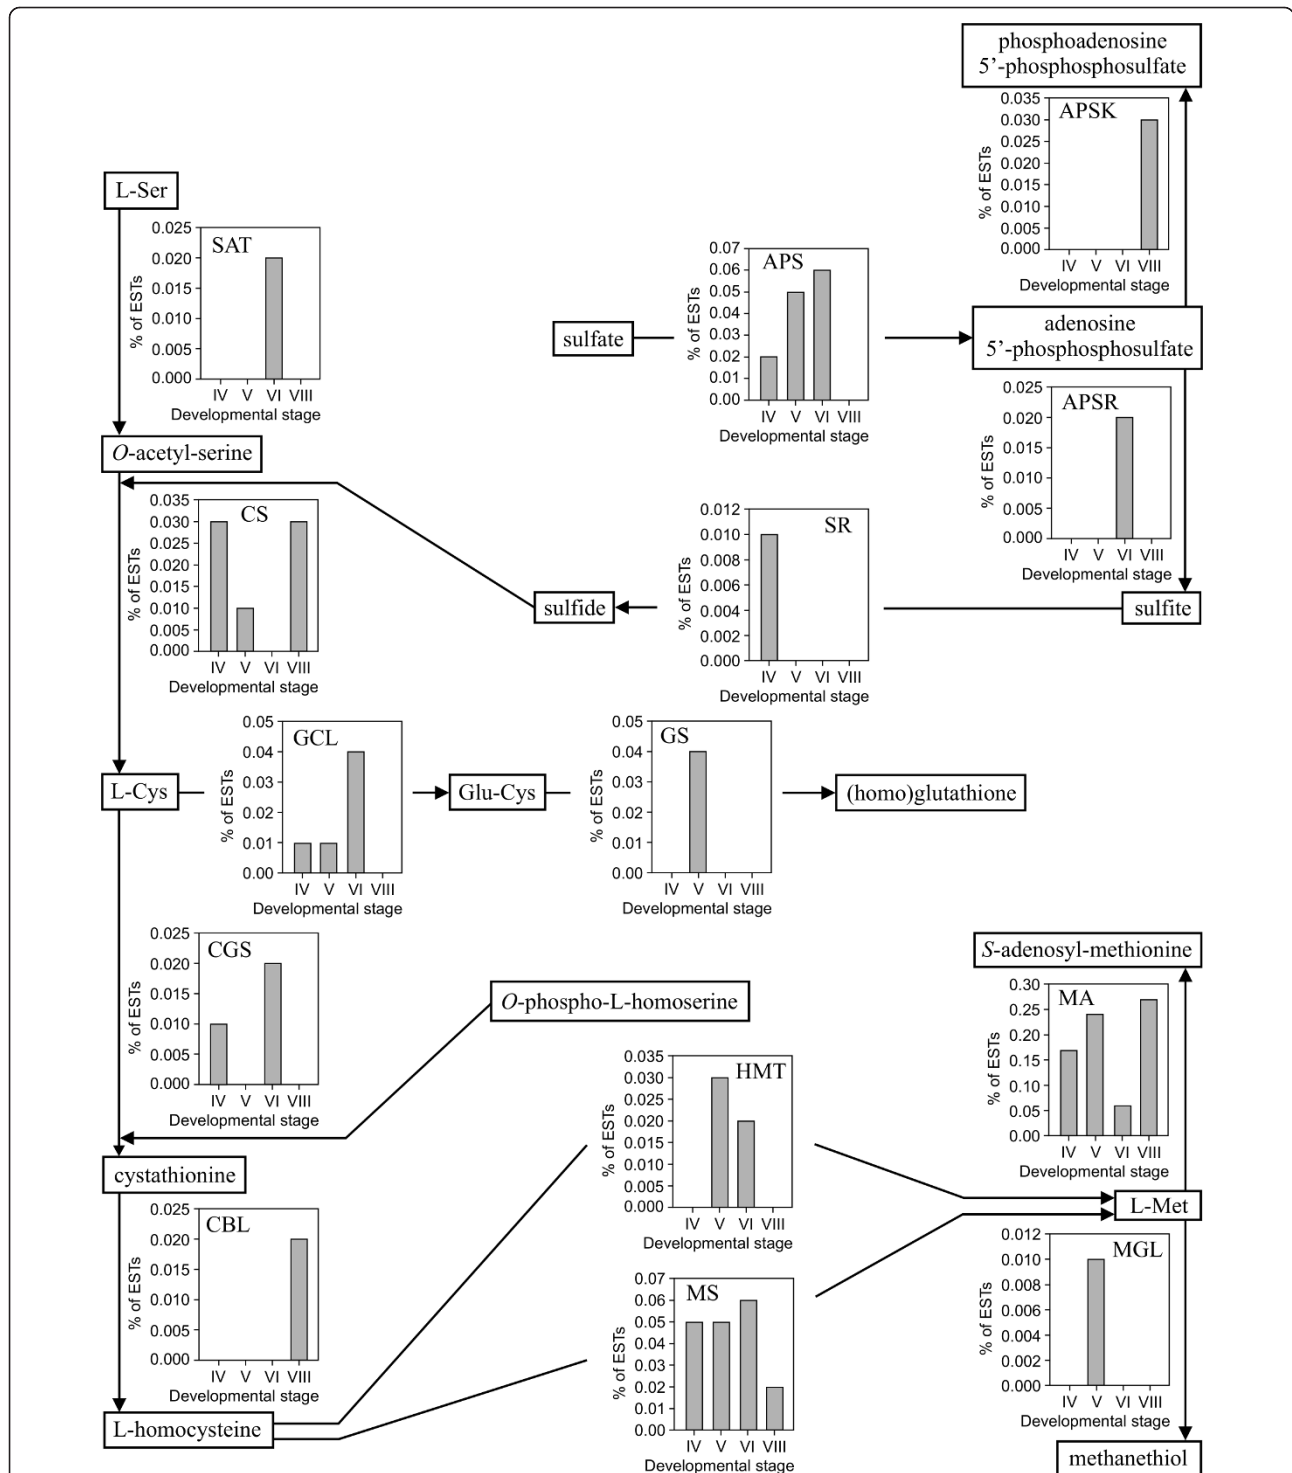 phosphoadenosine
5’-phosphosphosulfate
0.035
0.030
0.025
0.020
0.015
0.010
0.005
0.000
% of ESTs
APSK
IV V VI VIII
Developmental stage
L-Ser
0.025
0.020
0.015
0.010
0.005
0.000
% of ESTs
SAT
IV V VI VIII
Developmental stage
sulfate
0.07
0.06
0.05
0.04
0.03
0.02
0.01
0.00
% of ESTs
APS
IV V VI VIII
Developmental stage
adenosine
5’-phosphosphosulfate
0.025
0.020
0.015
0.010
0.005
0.000
% of ESTs
APSR
IV V VI VIII
Developmental stage
O-acetyl-serine
0.035
0.030
0.025
0.020
0.015
0.010
0.005
0.000
% of ESTs
CS
IV V VI VIII
Developmental stage
sulfide
0.012
0.010
0.008
0.006
0.004
0.002
0.000
% of ESTs
SR
IV V VI VIII
Developmental stage
sulfite
L-Cys
0.05
0.04
0.03
0.02
0.01
0.00
% of ESTs
GCL
IV V VI VIII
Developmental stage
Glu-Cys
0.05
0.04
0.03
0.02
0.01
0.00
% of ESTs
GS
IV V VI VIII
Developmental stage
(homo)glutathione
0.025
0.020
0.015
0.010
0.005
0.000
% of ESTs
CGS
IV V VI VIII
Developmental stage
O-phospho-L-homoserine
S-adenosyl-methionine
0.30
0.25
0.20
0.15
0.10
0.05
0.00
% of ESTs
MA
IV V VI VIII
Developmental stage
0.035
0.030
0.025
0.020
0.015
0.010
0.005
0.000
% of ESTs
HMT
IV V VI VIII
Developmental stage
cystathionine
L-Met
0.025
0.020
0.015
0.010
0.005
0.000
% of ESTs
CBL
IV V VI VIII
Developmental stage
0.07
0.06
0.05
0.04
0.03
0.02
0.01
0.00
% of ESTs
MS
IV V VI VIII
Developmental stage
0.012
0.010
0.008
0.006
0.004
0.002
0.000
% of ESTs
MGL
IV V VI VIII
Developmental stage
L-homocysteine
methanethiol